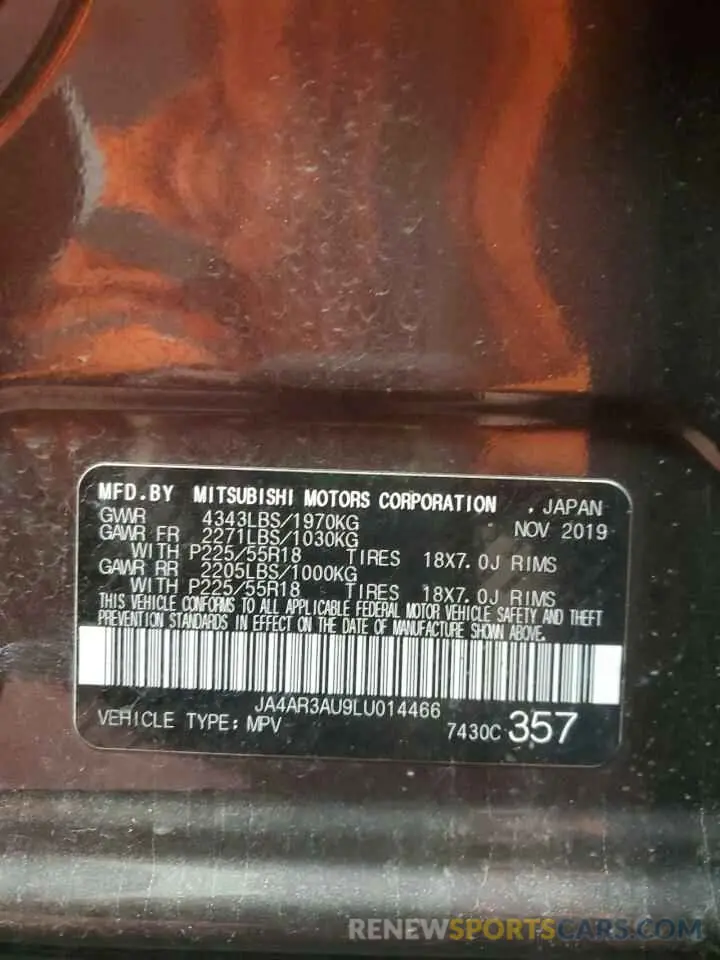 MFD.BY MITSUBISHI MOTORS CORPORATION . JAPAN
GVWR 4343LBS/1970KG NOV 2019
GAWR FR 2271LBS/1030KG
WITH P225/55R18 TIRES 18X7.0J RIMS
GAWR RR 2205LBS/1000KG
WITH P225/55R18 TIRES 18X7.0J RIMS
THIS VEHICLE CONFORMS TO ALL APPLICABLE FEDERAL MOTOR VEHICLE SAFETY AND THEFT
PREVENTION STANDARDS IN EFFECT ON THE DATE OF MANUFACTURE SHOWN ABOVE.
JA4AR3AU9LU014466
VEHICLE TYPE: MPV 7430C 357
RENEWSPORTSCARS.COM